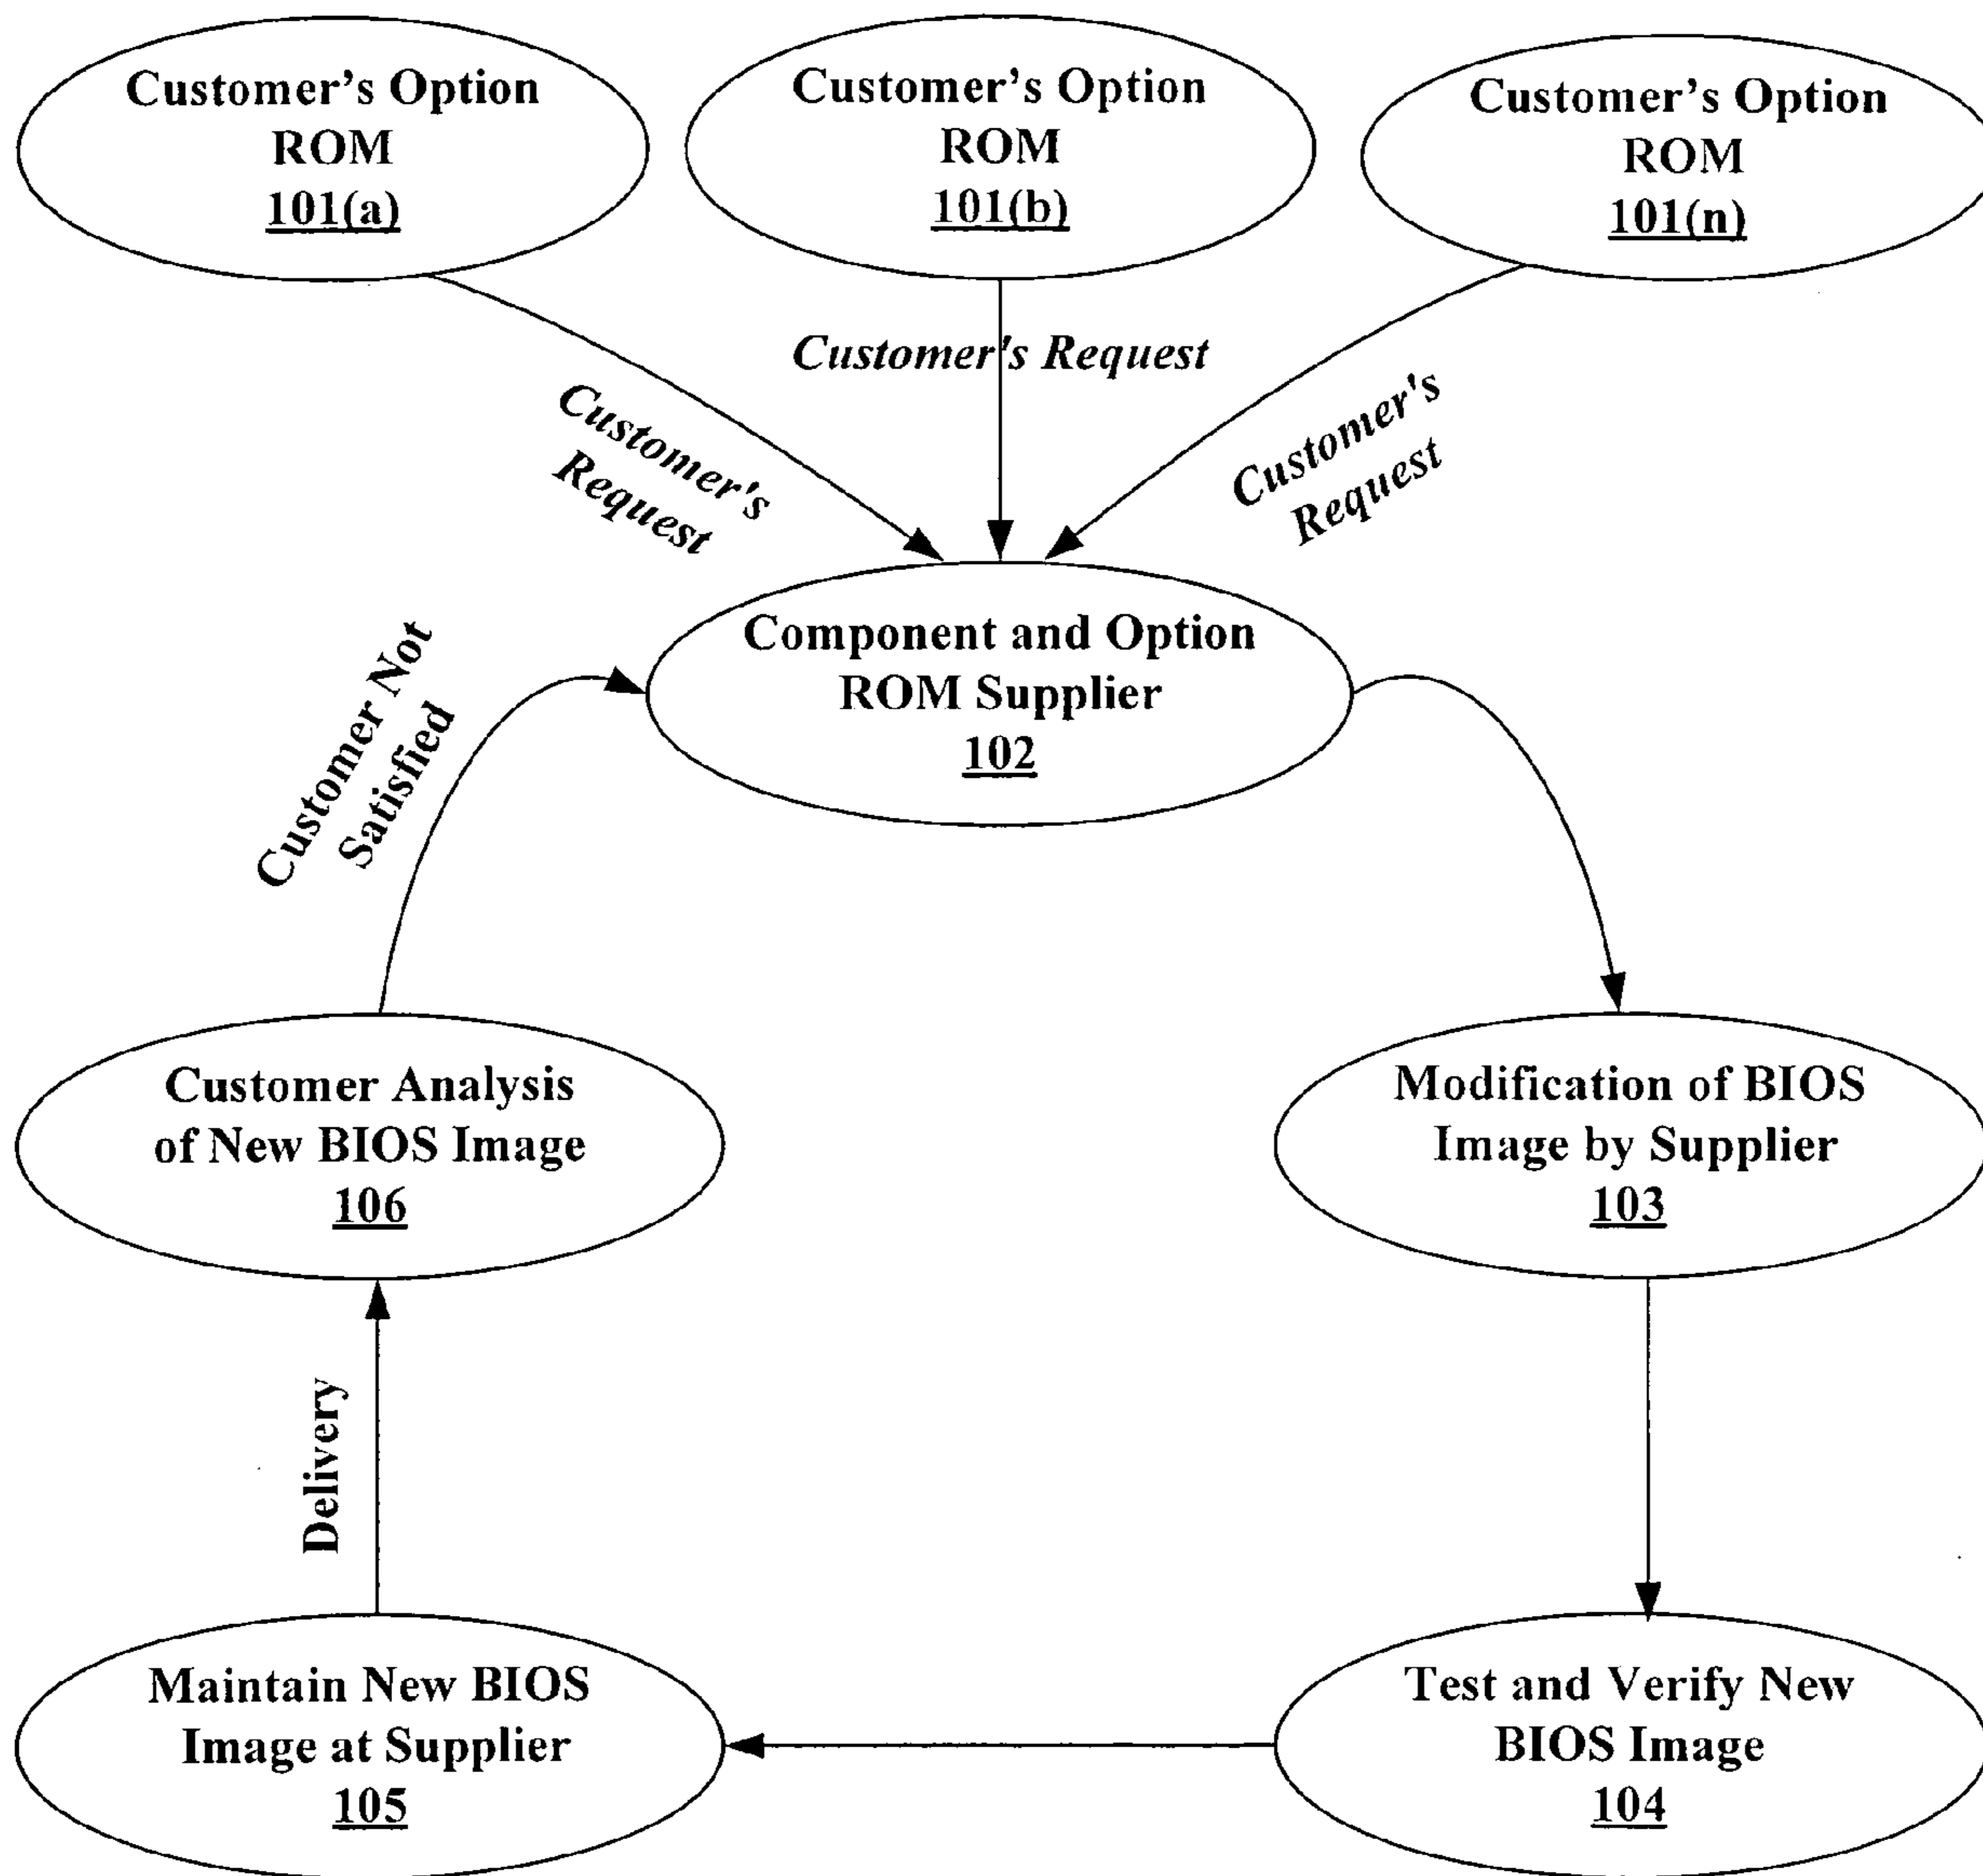 Customer's Option
ROM
101(a)
Customer's Option
ROM
101(b)
Customer's Option
ROM
101(n)
Customer's
Request
Customer's Request
Customer's
Request
Component and Option
ROM Supplier
102
Customer Not
Satisfied
Customer Analysis
of New BIOS Image
106
Modification of BIOS
Image by Supplier
103
Delivery
Maintain New BIOS
Image at Supplier
105
Test and Verify New
BIOS Image
104